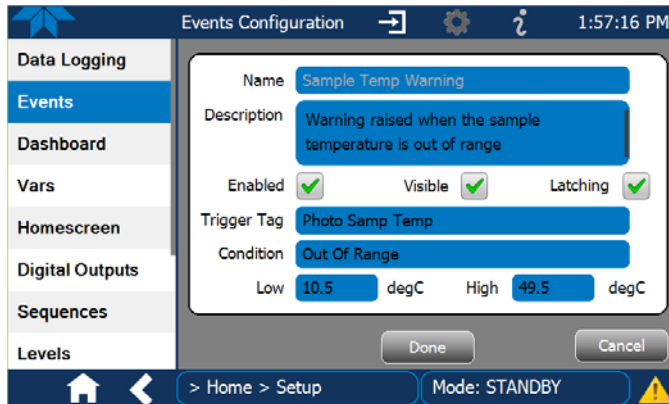 Events Configuration
1:57:16 PM
Data Logging
Events
Dashboard
Vars
Homescreen
Digital Outputs
Sequences
Levels
Name Sample Temp Warning
Description Warning raised when the sample
temperature is out of range
Enabled Visible Latching
Trigger Tag Photo Samp Temp
Condition Out Of Range
Low 10.5 degC High 49.5 degC
Done Cancel
> Home > Setup Mode: STANDBY